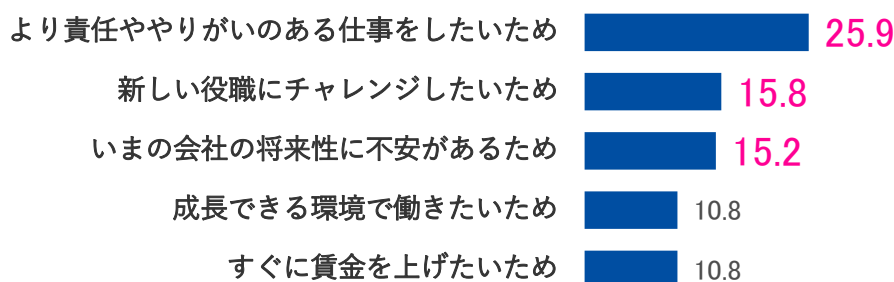 より責任ややりがいのある仕事をしたいため 25.9
新しい役職にチャレンジしたいため 15.8
いまの会社の将来性に不安があるため 15.2
成長できる環境で働きたいため 10.8
すぐに賃金を上げたいため 10.8